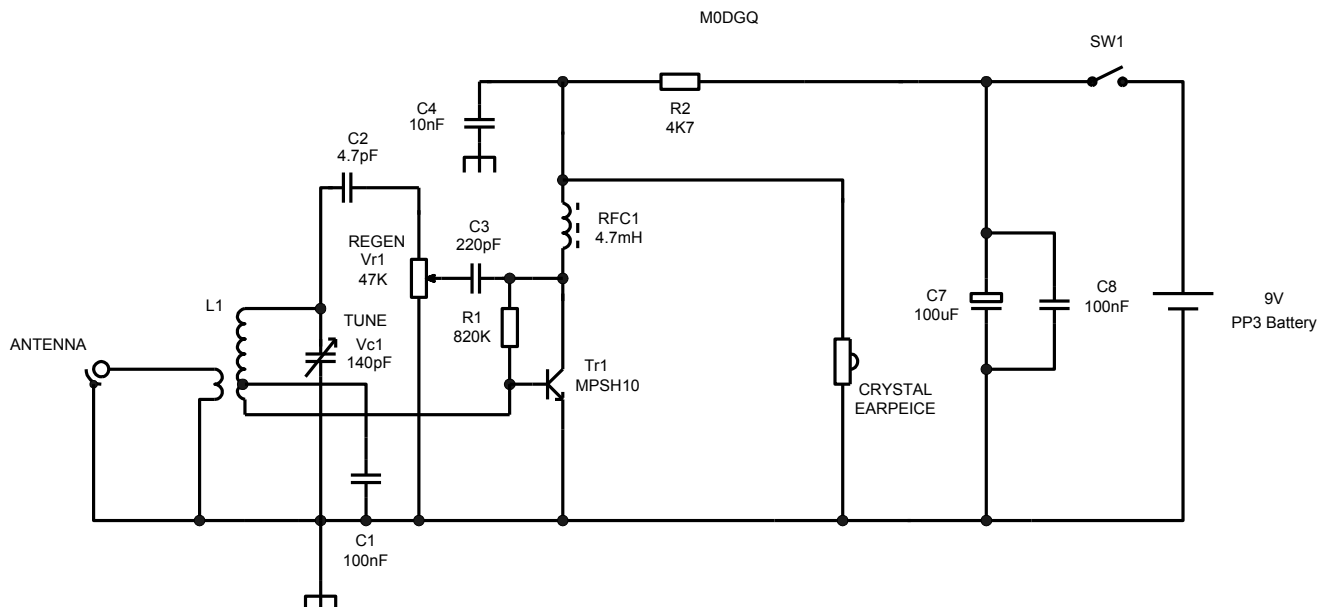 M0DGQ
SW1
C4
10nF
R2
4K7
C2
4.7pF
RFC1
4.7mH
C3
220pF
REGEN
Vr1
47K
L1
TUNE
Vc1
140pF
R1
820K
C7
100uF
C8
100nF
9V
PP3 Battery
ANTENNA
Tr1
MPSH10
CRYSTAL
EARPEICE
C1
100nF